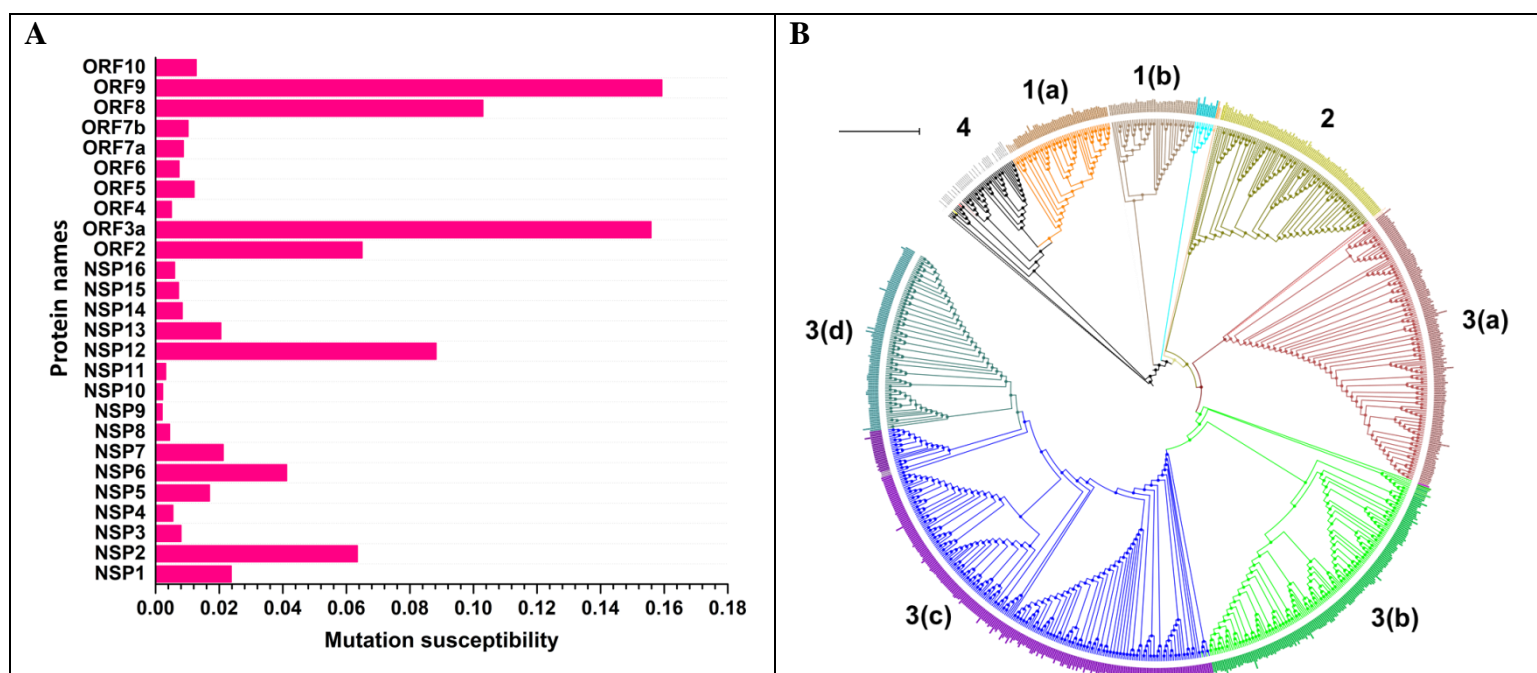 A
Protein names
ORF10
ORF9
ORF8
ORF7b
ORF7a
ORF6
ORF5
ORF4
ORF3a
ORF2
NSP16
NSP15
NSP14
NSP13
NSP12
NSP11
NSP10
NSP9
NSP8
NSP7
NSP6
NSP5
NSP4
NSP3
NSP2
NSP1
0.00 0.02 0.04 0.06 0.08 0.10 0.12 0.14 0.16 0.18
Mutation susceptibility
B
1(a)
1(b)
2
4
3(a)
3(d)
3(c)
3(b)